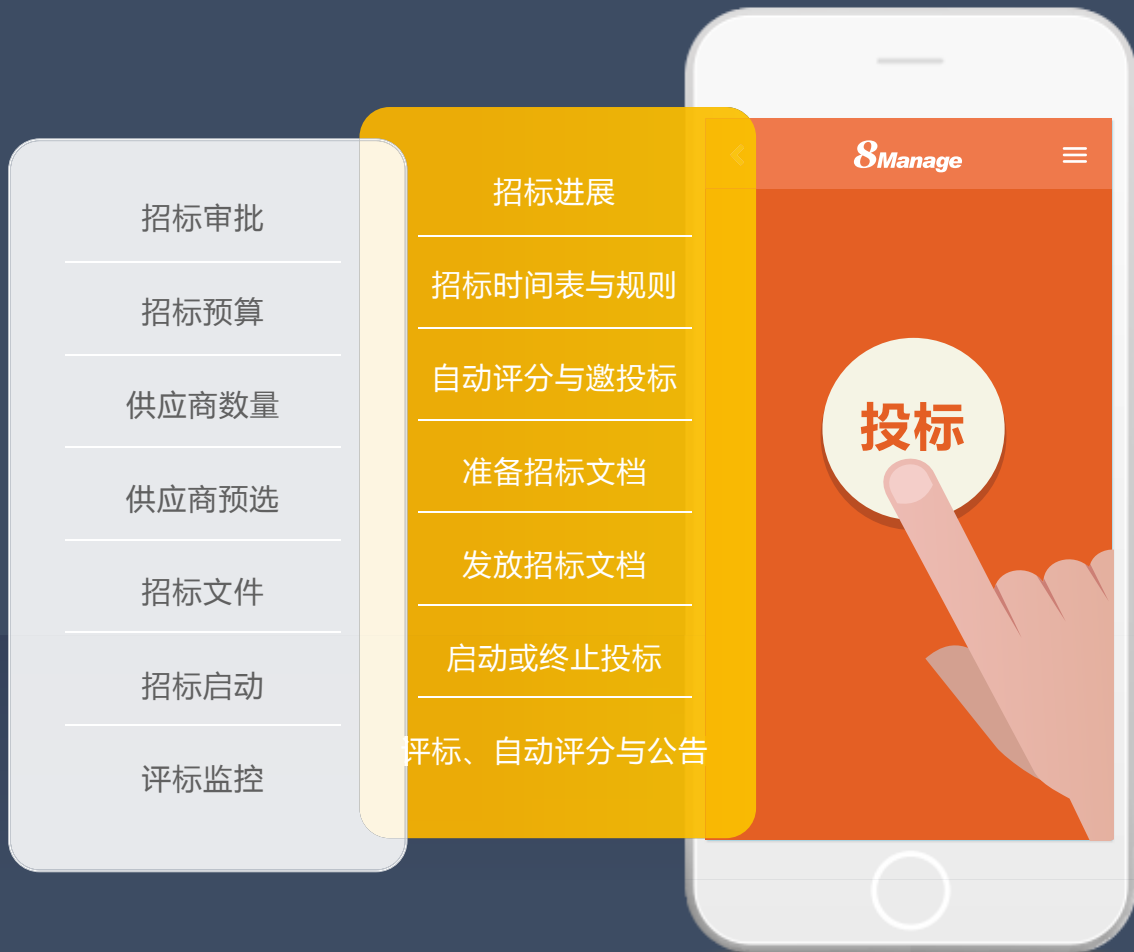 招标审批
招标预算
供应商数量
供应商预选
招标文件
招标启动
评标监控
招标进展
招标时间表与规则
自动评分与邀投标
准备招标文档
发放招标文档
启动或终止投标
评标、自动评分与公告
8Manage
投标